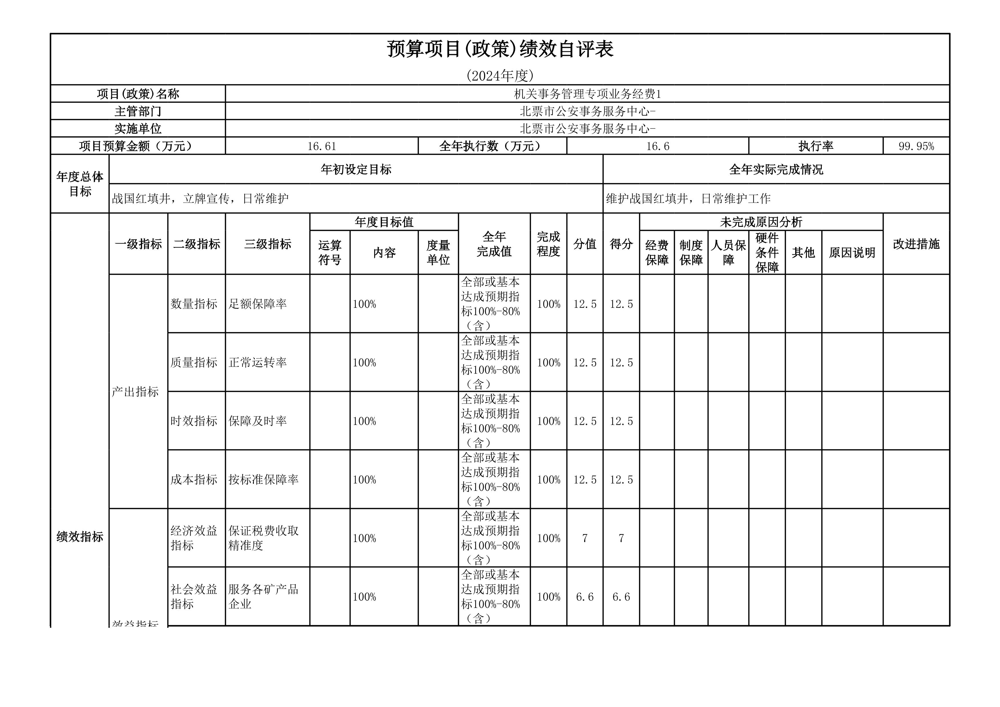 预算项目(政策)绩效自评表
(2024年度)
项目(政策)名称 机关事务管理专项业务经费1
主管部门 北票市公安事务服务中心-
实施单位 北票市公安事务服务中心-
项目预算金额（万元） 16.61 全年执行数（万元） 16.6 执行率 99.95%
年度总体
目标
年初设定目标 全年实际完成情况
战国红填井，立牌宣传，日常维护 维护战国红填井，日常维护工作
绩效指标
一级指标 二级指标 三级指标
年度目标值
运算
符号
内容
度量
单位
全年
完成值
完成
程度
分值 得分
未完成原因分析
经费
保障
制度
保障
人员保
障
硬件
条件
保障
其他 原因说明
改进措施
产出指标
数量指标 足额保障率 100%
全部或基本
达成预期指
标100%-80%
（含）
100% 12.5 12.5
质量指标 正常运转率 100%
全部或基本
达成预期指
标100%-80%
（含）
100% 12.5 12.5
时效指标 保障及时率 100%
全部或基本
达成预期指
标100%-80%
（含）
100% 12.5 12.5
成本指标 按标准保障率 100%
全部或基本
达成预期指
标100%-80%
（含）
100% 12.5 12.5
效益指标
经济效益
指标
保证税费收取
精准度
100%
全部或基本
达成预期指
标100%-80%
（含）
100% 7 7
社会效益
指标
服务各矿产品
企业
100%
全部或基本
达成预期指
标100%-80%
（含）
100% 6.6 6.6